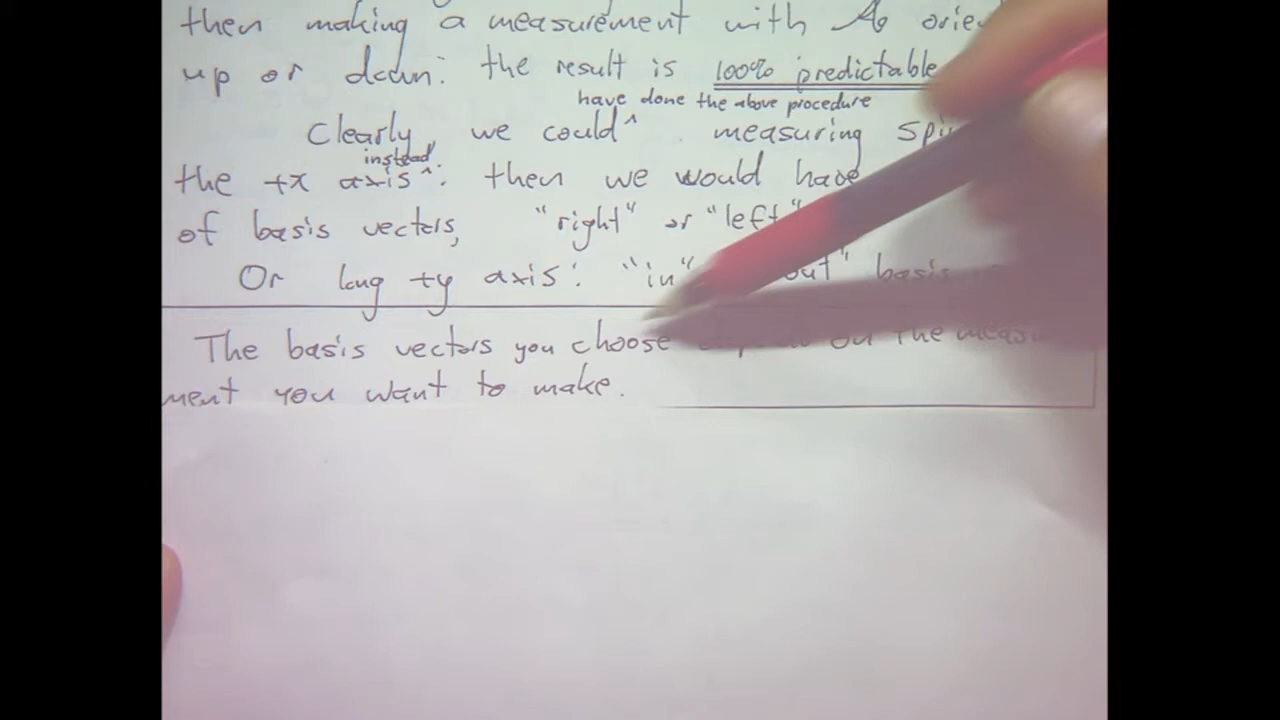 then making a measurement with A
up or down: the result is 100% predictable
have done the above procedure
Clearly, we could ^ measuring
instead
the +x axis ^: then we would have
of basis vectors, "right" or "left"
Or long +y axis: "in" out" basis
The basis vectors you choose on the
ment you want to make.